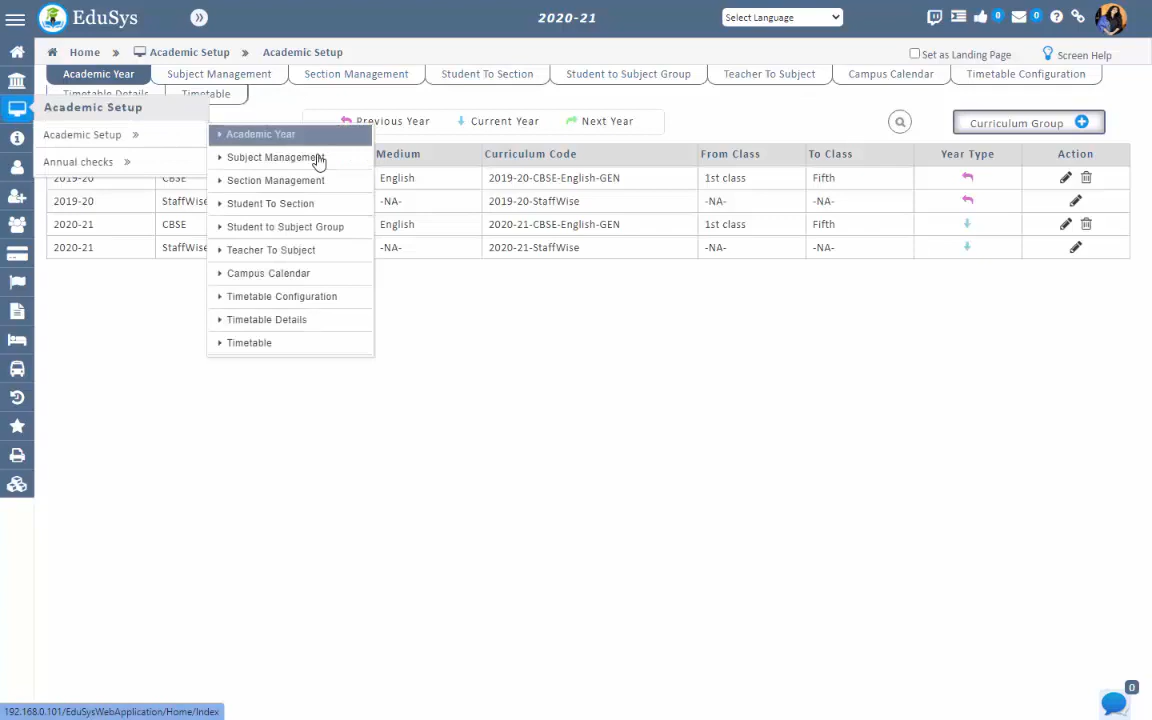 EduSys
2020-21
Select Language
0
0
Home » Academic Setup » Academic Setup
Set as Landing Page
Screen Help
Academic Year
Subject Management
Section Management
Student To Section
Student to Subject Group
Teacher To Subject
Campus Calendar
Timetable Configuration
Timetable Details
Timetable
Academic Setup
Academic Setup »
Annual checks »
Academic Year
Subject Management
Section Management
Student To Section
Student to Subject Group
Teacher To Subject
Campus Calendar
Timetable Configuration
Timetable Details
Timetable
Previous Year
Current Year
Next Year
Curriculum Group
Medium Curriculum Code From Class To Class Year Type Action
2019-20 CBSE English 2019-20-CBSE-English-GEN 1st class Fifth
2019-20 StaffWise -NA- 2019-20-StaffWise -NA- -NA-
2020-21 CBSE English 2020-21-CBSE-English-GEN 1st class Fifth
2020-21 StaffWise -NA- 2020-21-StaffWise -NA- -NA-
0
192.168.0.101/EduSysWebApplication/Home/Index